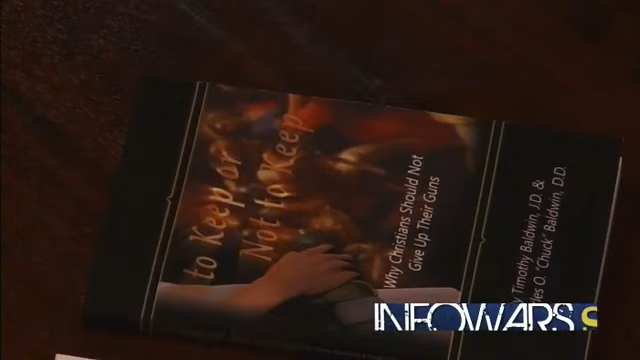 to Keep or
Not to Keep
Why Christians Should Not
Give Up Their Guns
Timothy Baldwin, J.D. &
O. "Chuck" Baldwin, D.D.
INFOWARS